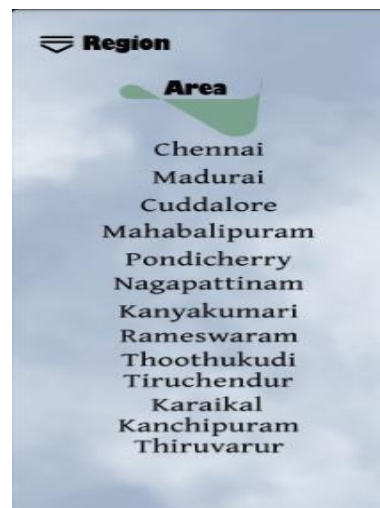 Region
Area
Chennai
Madurai
Cuddalore
Mahabalipuram
Pondicherry
Nagapattinam
Kanyakumari
Rameswaram
Thoothukudi
Tiruchendur
Karaikal
Kanchipuram
Thiruvarur